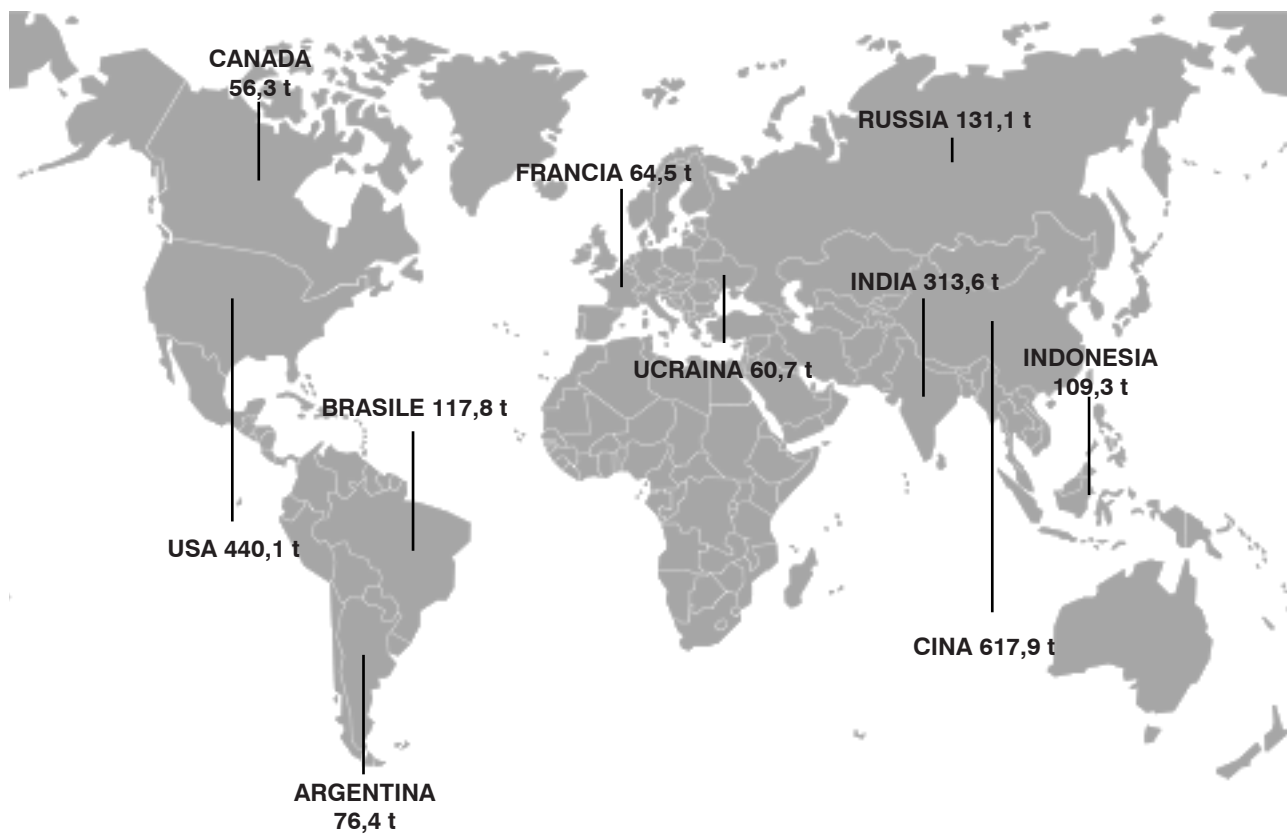 CANADA
56,3 t
RUSSIA 131,1 t
FRANCIA 64,5 t
INDIA 313,6 t
UCRAINA 60,7 t
INDONESIA
109,3 t
BRASILE 117,8 t
USA 440,1 t
CINA 617,9 t
ARGENTINA
76,4 t